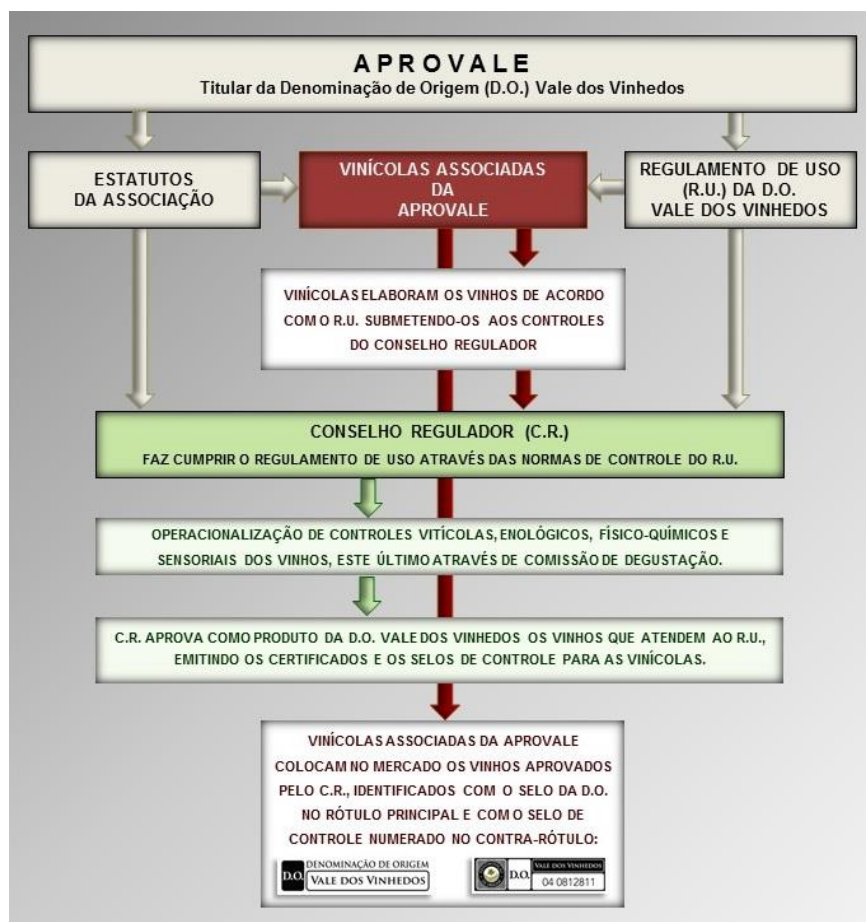 APROVALE
Titular da Denominação de Origem (D.O.) Vale dos Vinhedos
ESTATUTOS
DA ASSOCIAÇÃO
VINÍCOLAS ASSOCIADAS
DA
APROVALE
REGULAMENTO DE USO
(R.U.) DA D.O.
VALE DOS VINHEDOS
VINÍCOLAS ELABORAM OS VINHOS DE ACORDO
COM O R.U. SUBMETENDO-OS AOS CONTROLES
DO CONSELHO REGULADOR
CONSELHO REGULADOR (C.R.)
FAZ CUMPRIR O REGULAMENTO DE USO ATRAVÉS DAS NORMAS DE CONTROLE DO R.U.
OPERACIONALIZAÇÃO DE CONTROLES VITÍCOLAS, ENOLÓGICOS, FÍSICO-QUÍMICOS E
SENSORIAIS DOS VINHOS, ESTE ÚLTIMO ATRAVÉS DE COMISSÃO DE DEGUSTAÇÃO.
C.R. APROVA COMO PRODUTO DA D.O. VALE DOS VINHEDOS OS VINHOS QUE ATENDEM AO R.U.,
EMITINDO OS CERTIFICADOS E OS SELOS DE CONTROLE PARA AS VINÍCOLAS.
VINÍCOLAS ASSOCIADAS DA APROVALE
COLOCAM NO MERCADO OS VINHOS APROVADOS
PELO C.R., IDENTIFICADOS COM O SELO DA D.O.
NO RÓTULO PRINCIPAL E COM O SELO DE
CONTROLE NUMERADO NO CONTRA-RÓTULO:
D.O. DENOMINAÇÃO DE ORIGEM
VALE DOS VINHEDOS
D.O. VALE DOS VINHEDOS
04 0812811